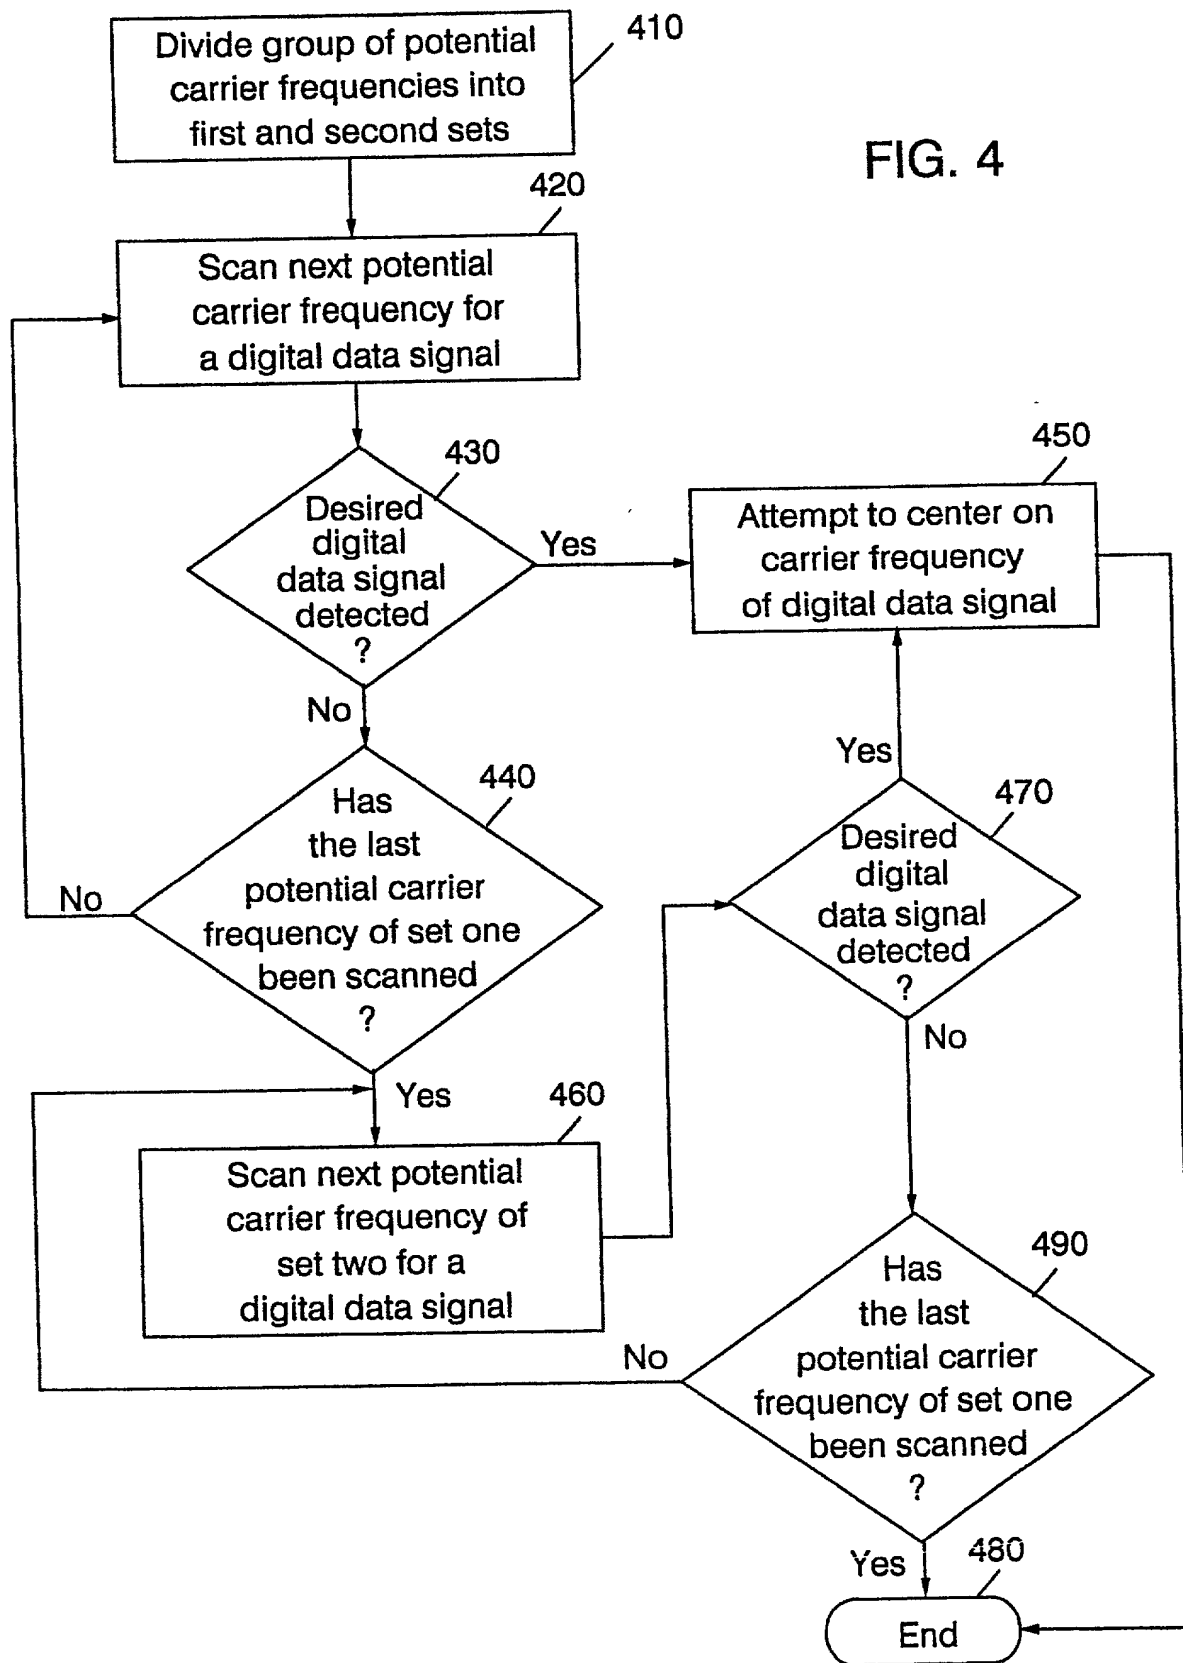 Divide group of potential
carrier frequencies into
first and second sets
410
FIG. 4
420
Scan next potential
carrier frequency for
a digital data signal
430
Desired
digital
data signal
detected
?
Yes
No
450
Attempt to center on
carrier frequency
of digital data signal
440
Has
the last
potential carrier
frequency of set one
been scanned
?
No
Yes
460
Scan next potential
carrier frequency of
set two for a
digital data signal
470
Yes
Desired
digital
data signal
detected
?
No
490
Has
the last
potential carrier
frequency of set one
been scanned
?
No
Yes
480
End